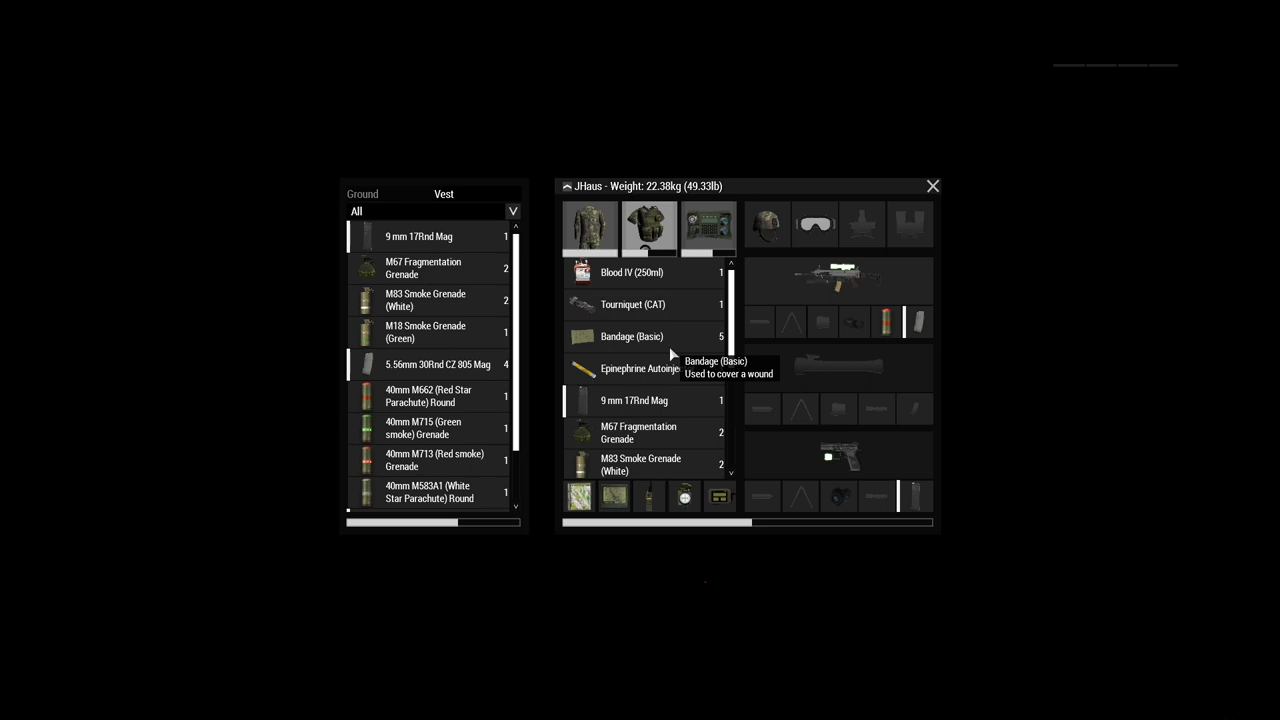 Ground Vest
All V
9 mm 17Rnd Mag 1
M67 Fragmentation
Grenade 2
M83 Smoke Grenade
(White) 2
M18 Smoke Grenade
(Green) 1
5.56mm 30Rnd CZ 805 Mag 4
40mm M662 (Red Star
Parachute) Round 1
40mm M715 (Green
smoke) Grenade 1
40mm M713 (Red smoke)
Grenade 1
40mm M583A1 (White
Star Parachute) Round 1
JHaus - Weight: 22.38kg (49.33lb)
Blood IV (250ml) 1
Tourniquet (CAT) 1
Bandage (Basic) 5
Bandage (Basic)
Used to cover a wound
Epinephrine Autoinje
9 mm 17Rnd Mag 1
M67 Fragmentation
Grenade 2
M83 Smoke Grenade
(White) 2